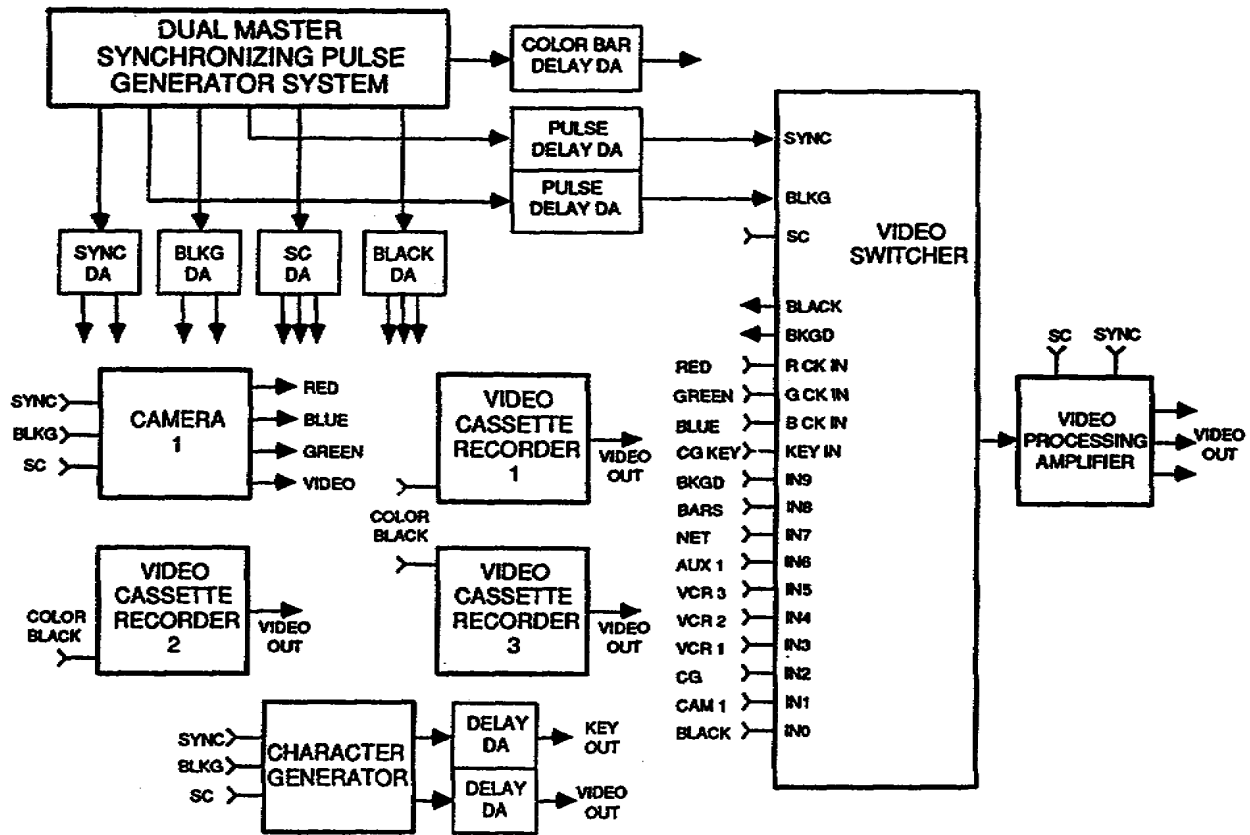 DUAL MASTER
SYNCHRONIZING PULSE
GENERATOR SYSTEM
COLOR BAR
DELAY DA
PULSE
DELAY DA
PULSE
DELAY DA
SYNC
DA
BLKG
DA
SC
DA
BLACK
DA
SYNC
BLKG
SC
VIDEO
SWITCHER
BLACK
BKGD
RED
R CK IN
GREEN
G CK IN
BLUE
B CK IN
CG KEY
KEY IN
BKGD
IN9
BARS
IN8
NET
IN7
AUX 1
IN6
VCR 3
IN5
VCR 2
IN4
VCR 1
IN3
CG
IN2
CAM 1
IN1
BLACK
IN0
SC
SYNC
VIDEO
PROCESSING
AMPLIFIER
VIDEO
OUT
SYNC
BLKG
SC
CAMERA
1
RED
BLUE
GREEN
VIDEO
VIDEO
CASSETTE
RECORDER
1
VIDEO
OUT
COLOR
BLACK
VIDEO
CASSETTE
RECORDER
2
COLOR
BLACK
VIDEO
OUT
VIDEO
CASSETTE
RECORDER
3
VIDEO
OUT
SYNC
BLKG
SC
CHARACTER
GENERATOR
DELAY
DA
KEY
OUT
DELAY
DA
VIDEO
OUT